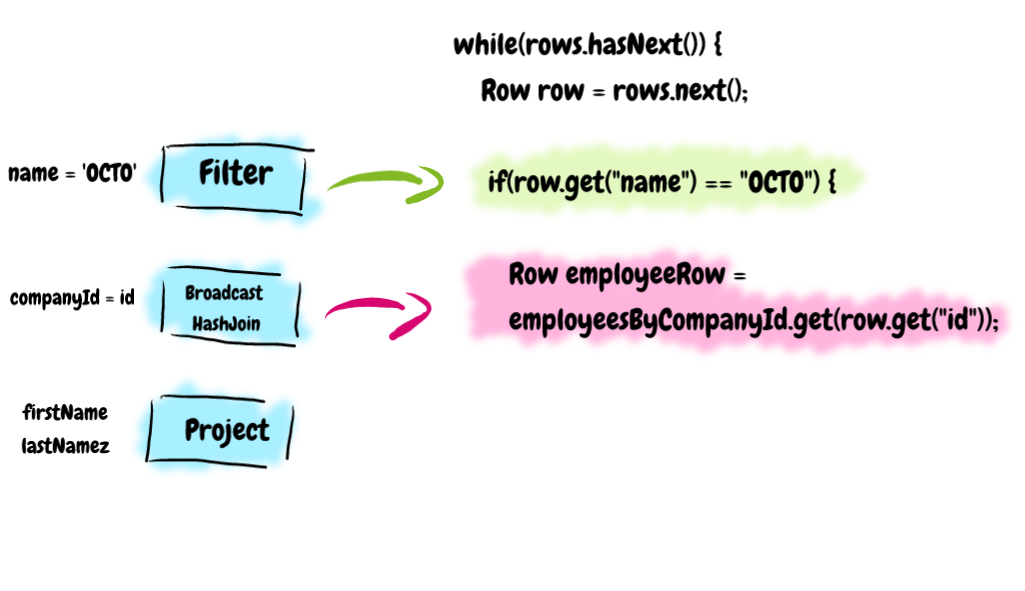 while(rows.hasNext()) {
Row row = rows.next();
name = 'OCTO'
Filter
if(row.get("name") == "OCTO") {
companyId = id
Broadcast
HashJoin
Row employeeRow =
employeesByCompanyId.get(row.get("id"));
firstName
lastNamez
Project